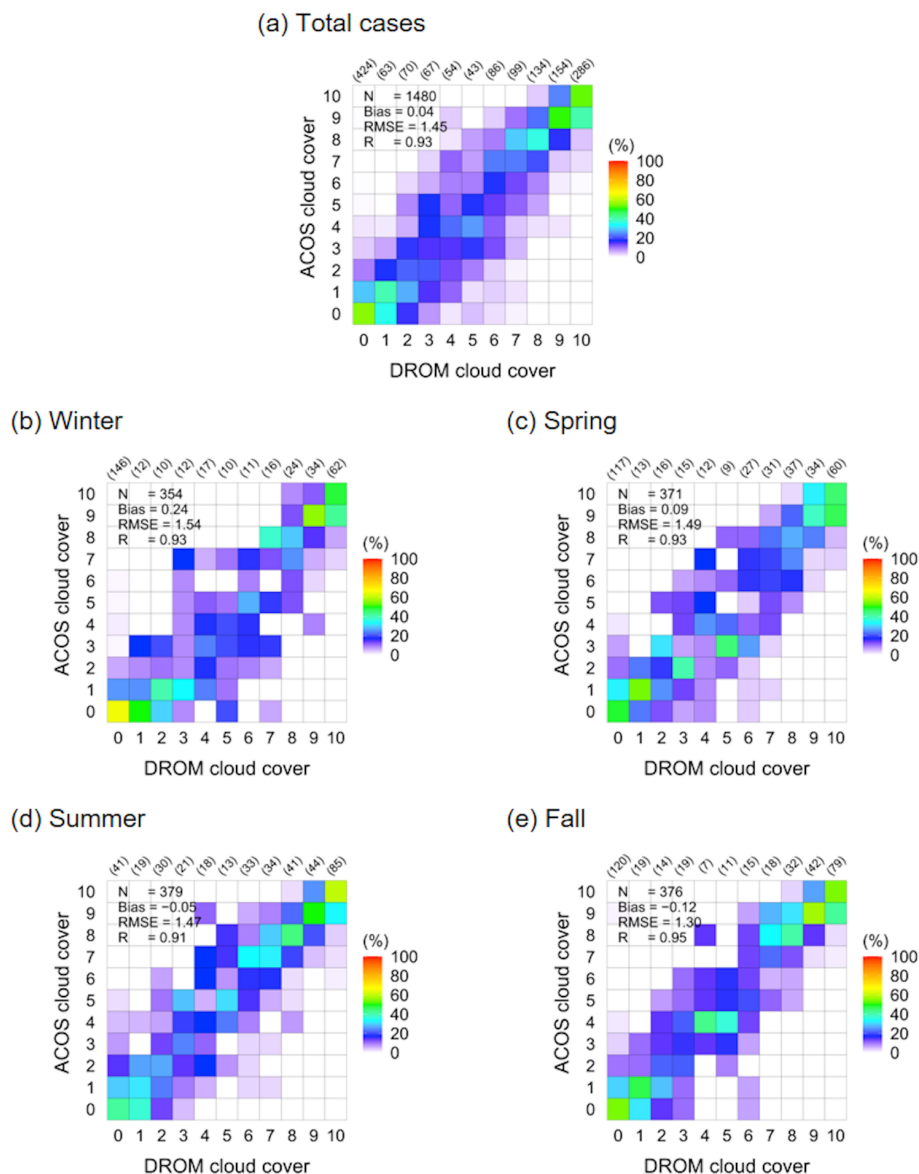 (a) Total cases
(424) (63) (70) (67) (54) (43) (86) (99) (134) (154) (286)
10
9
8
7
6
5
4
3
2
1
0
ACOS cloud cover
N = 1480
Bias = 0.04
RMSE = 1.45
R = 0.93
(%)
100
80
60
40
20
0
0 1 2 3 4 5 6 7 8 9 10
DROM cloud cover
(b) Winter
(146) (12) (10) (12) (17) (10) (11) (16) (24) (34) (62)
10
9
8
7
6
5
4
3
2
1
0
ACOS cloud cover
N = 354
Bias = 0.24
RMSE = 1.54
R = 0.93
(%)
100
80
60
40
20
0
0 1 2 3 4 5 6 7 8 9 10
DROM cloud cover
(c) Spring
(117) (13) (16) (15) (12) (9) (27) (31) (37) (34) (60)
10
9
8
7
6
5
4
3
2
1
0
ACOS cloud cover
N = 371
Bias = 0.09
RMSE = 1.49
R = 0.93
(%)
100
80
60
40
20
0
0 1 2 3 4 5 6 7 8 9 10
DROM cloud cover
(d) Summer
(41) (19) (30) (21) (18) (13) (33) (34) (41) (44) (85)
10
9
8
7
6
5
4
3
2
1
0
ACOS cloud cover
N = 379
Bias = −0.05
RMSE = 1.47
R = 0.91
(%)
100
80
60
40
20
0
0 1 2 3 4 5 6 7 8 9 10
DROM cloud cover
(e) Fall
(120) (19) (14) (19) (7) (11) (15) (18) (32) (42) (79)
10
9
8
7
6
5
4
3
2
1
0
ACOS cloud cover
N = 376
Bias = −0.12
RMSE = 1.30
R = 0.95
(%)
100
80
60
40
20
0
0 1 2 3 4 5 6 7 8 9 10
DROM cloud cover